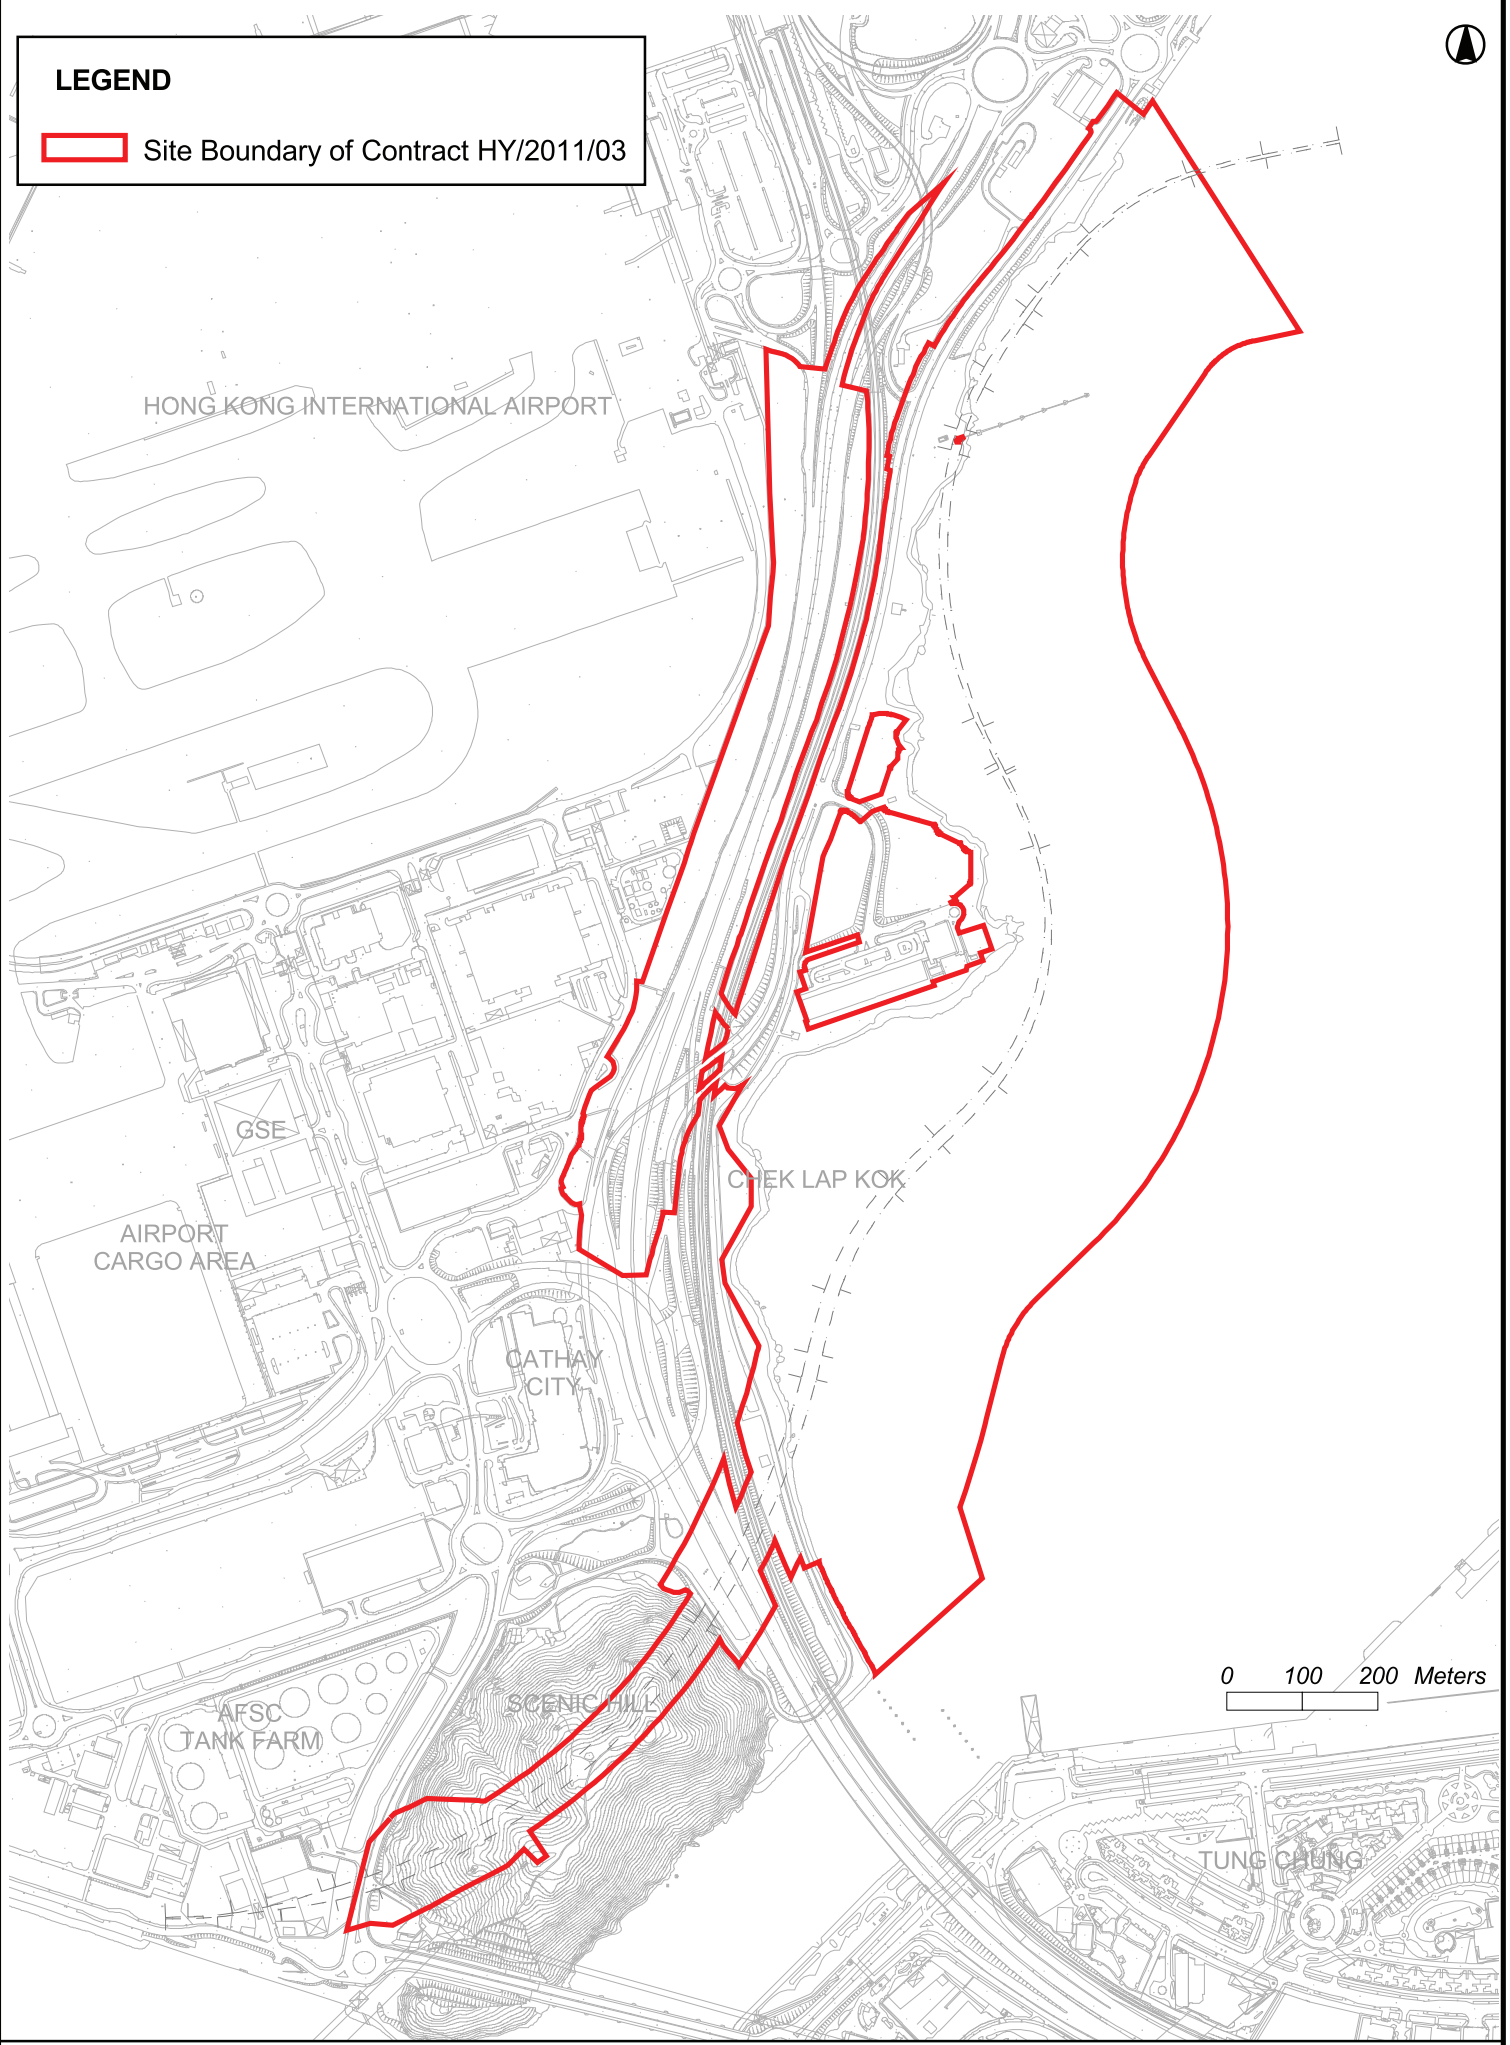 LEGEND
Site Boundary of Contract HY/2011/03
HONG KONG INTERNATIONAL AIRPORT
GSE
CHEK LAP KOK
AIRPORT
CARGO AREA
CATHAY
CITY
0 100 200 Meters
SCENIC HILL
AFSC
TANK FARM
TUNG CHUNG